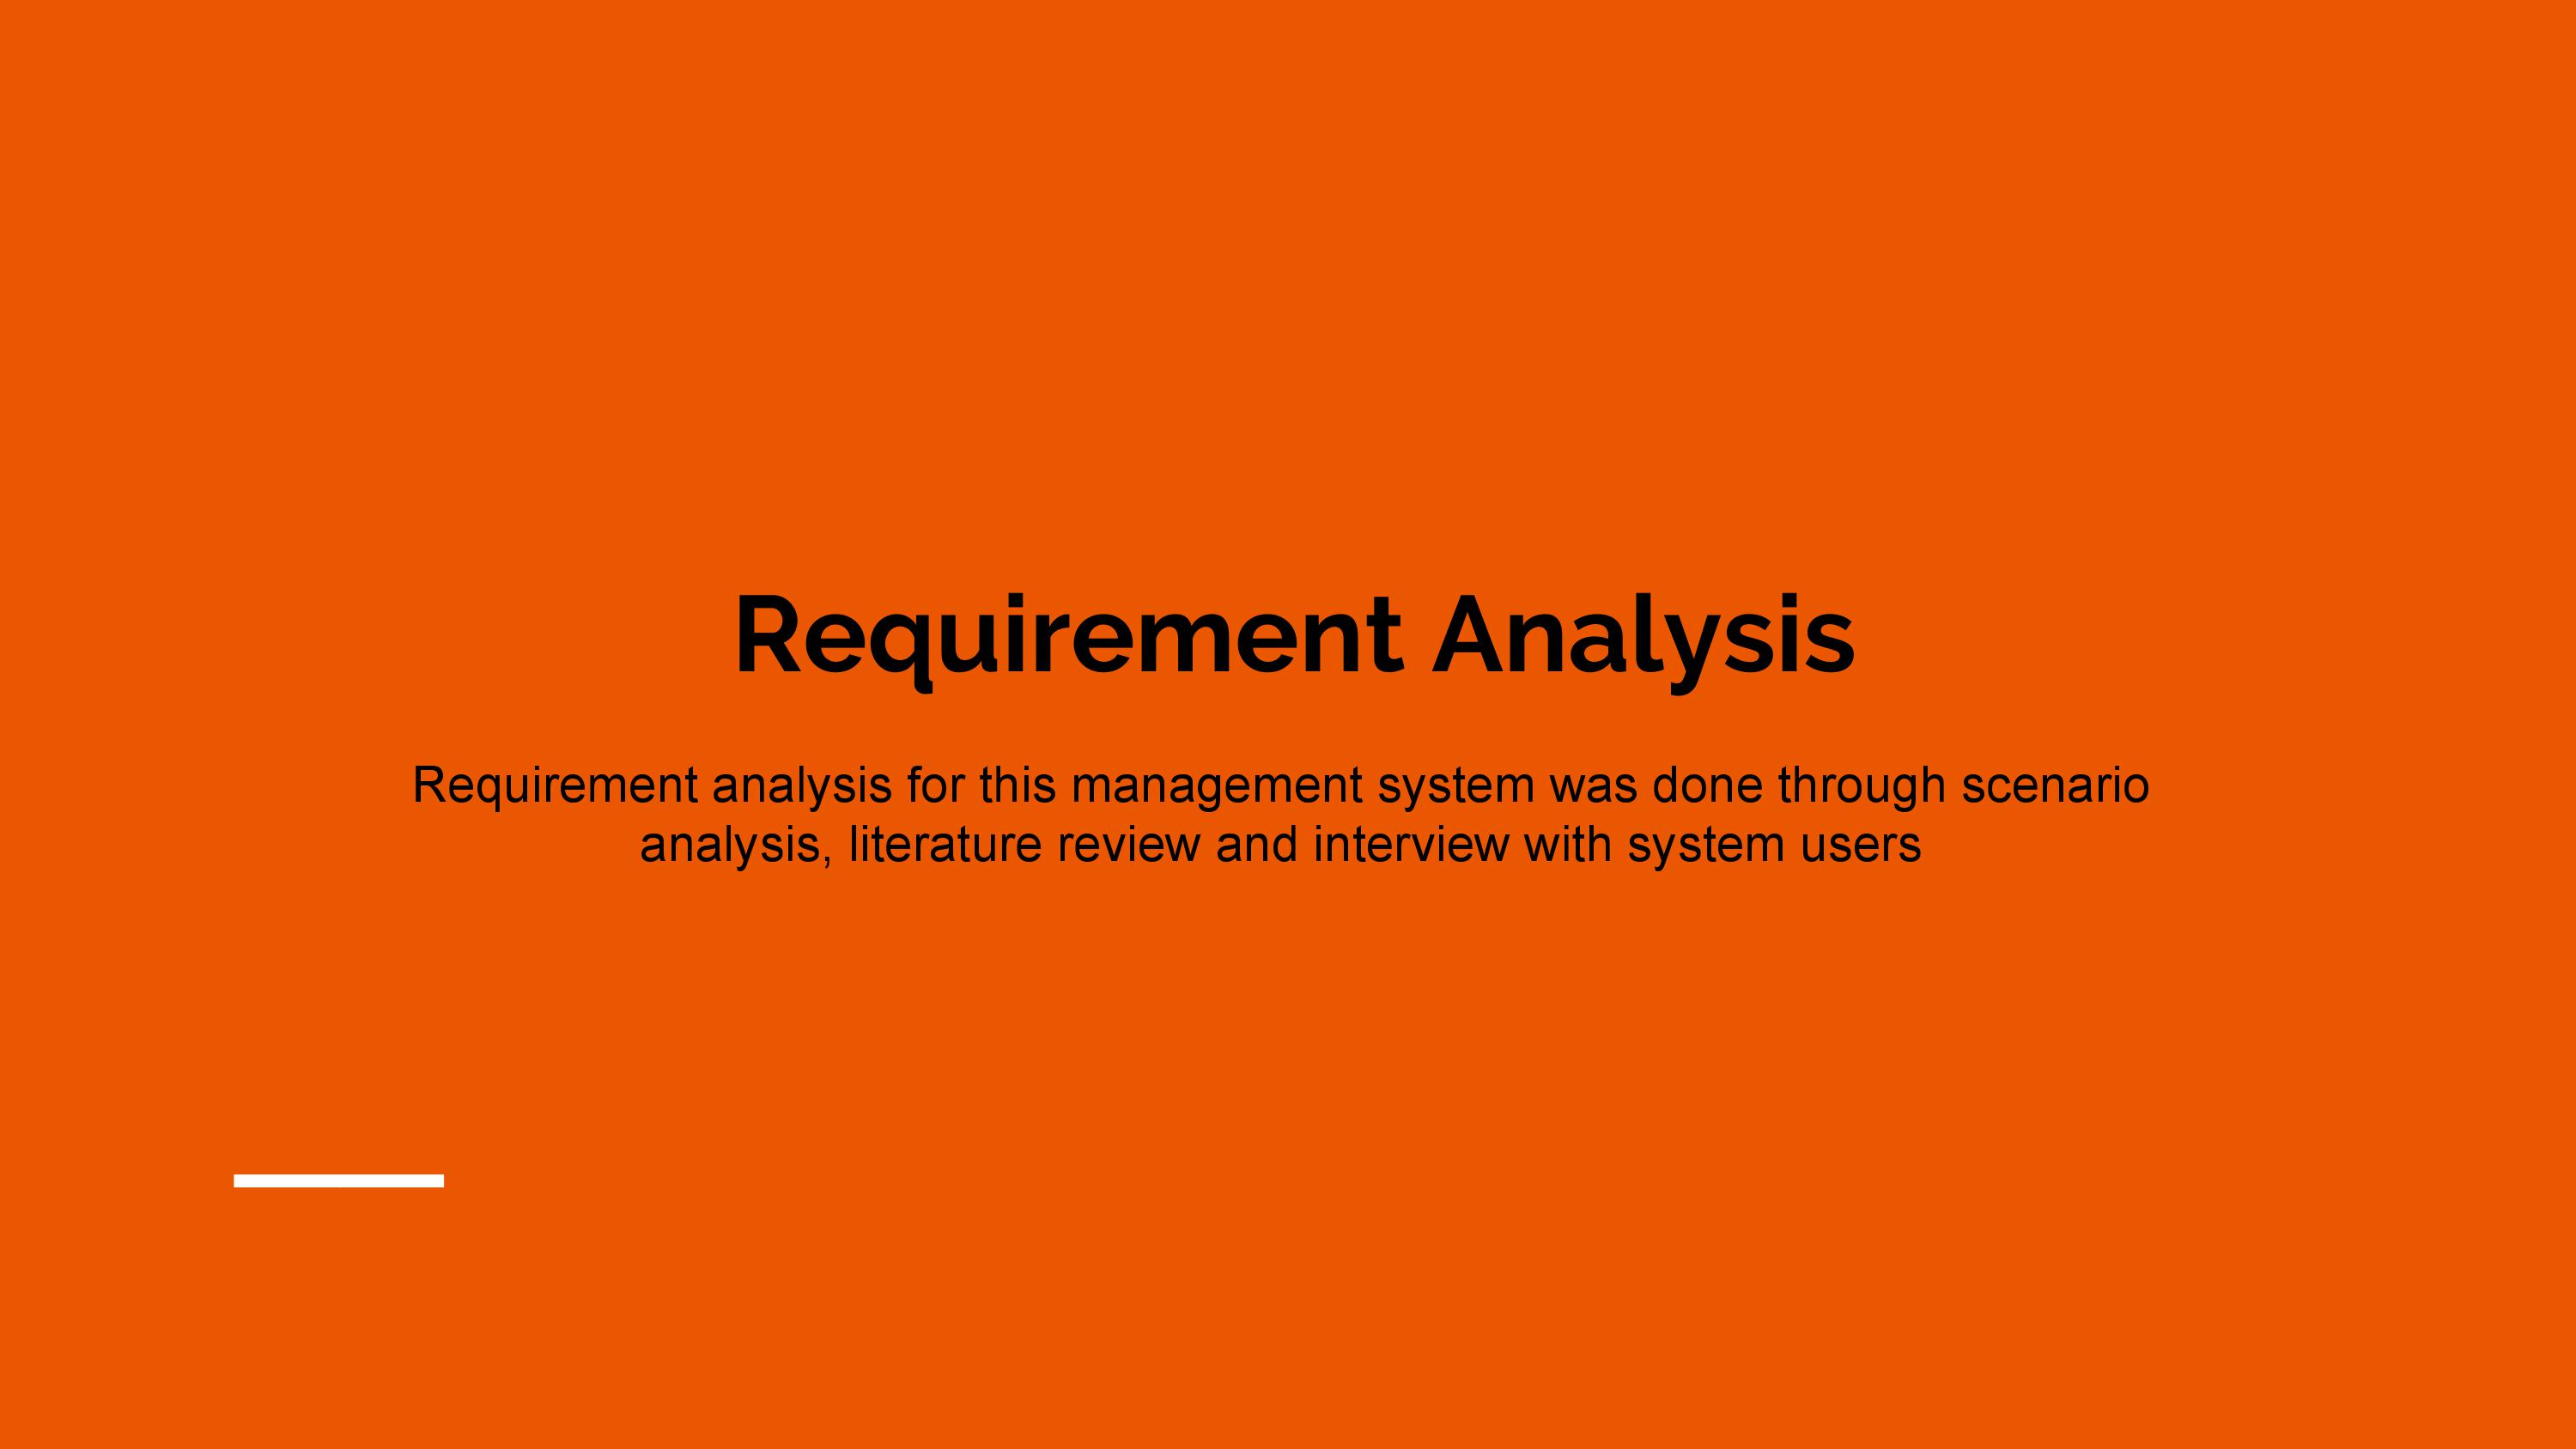 Requirement Analysis
Requirement analysis for this management system was done through scenario
analysis, literature review and interview with system users